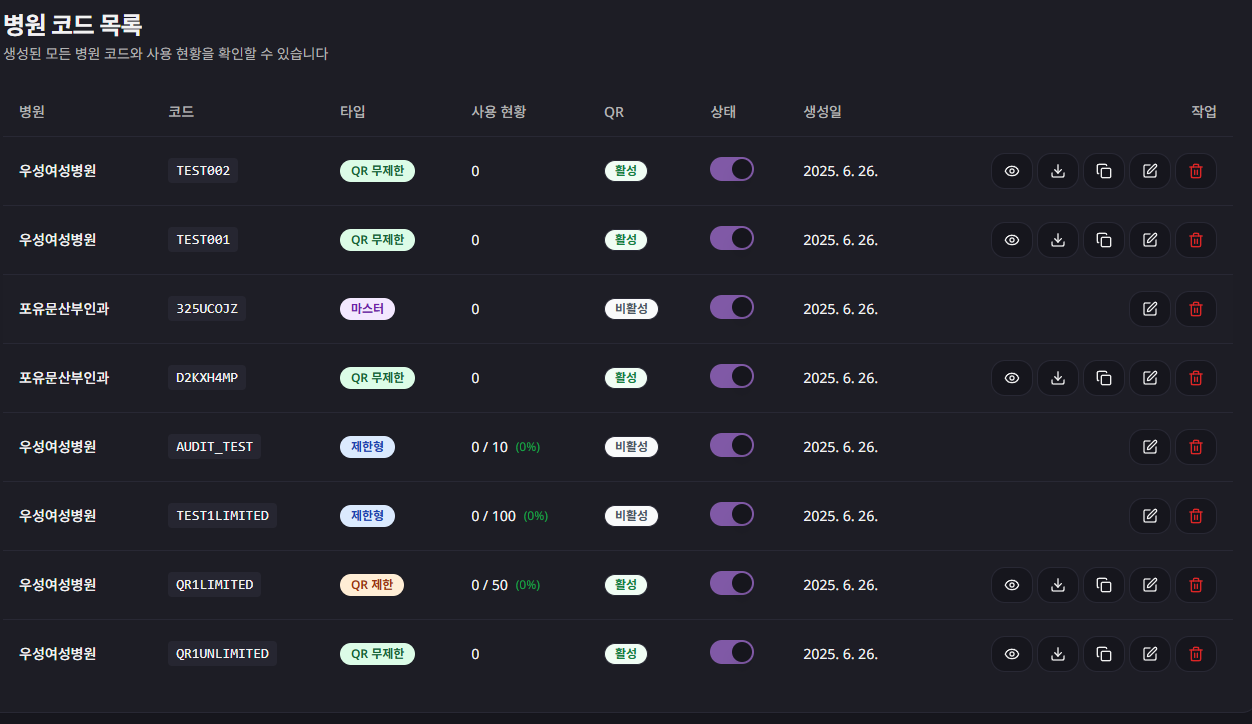 병원 코드 목록
생성된 모든 병원 코드와 사용 현황을 확인할 수 있습니다
병원 코드 타입 사용 현황 QR 상태 생성일 작업
우성여성병원 TEST002 QR 무제한 0 활성 2025. 6. 26.
우성여성병원 TEST001 QR 무제한 0 활성 2025. 6. 26.
포유문산부인과 325UCOJZ 마스터 0 비활성 2025. 6. 26.
포유문산부인과 D2KXH4MP QR 무제한 0 활성 2025. 6. 26.
우성여성병원 AUDIT_TEST 제한형 0 / 10 (0%) 비활성 2025. 6. 26.
우성여성병원 TEST1LIMITED 제한형 0 / 100 (0%) 비활성 2025. 6. 26.
우성여성병원 QR1LIMITED QR 제한 0 / 50 (0%) 활성 2025. 6. 26.
우성여성병원 QR1UNLIMITED QR 무제한 0 활성 2025. 6. 26.